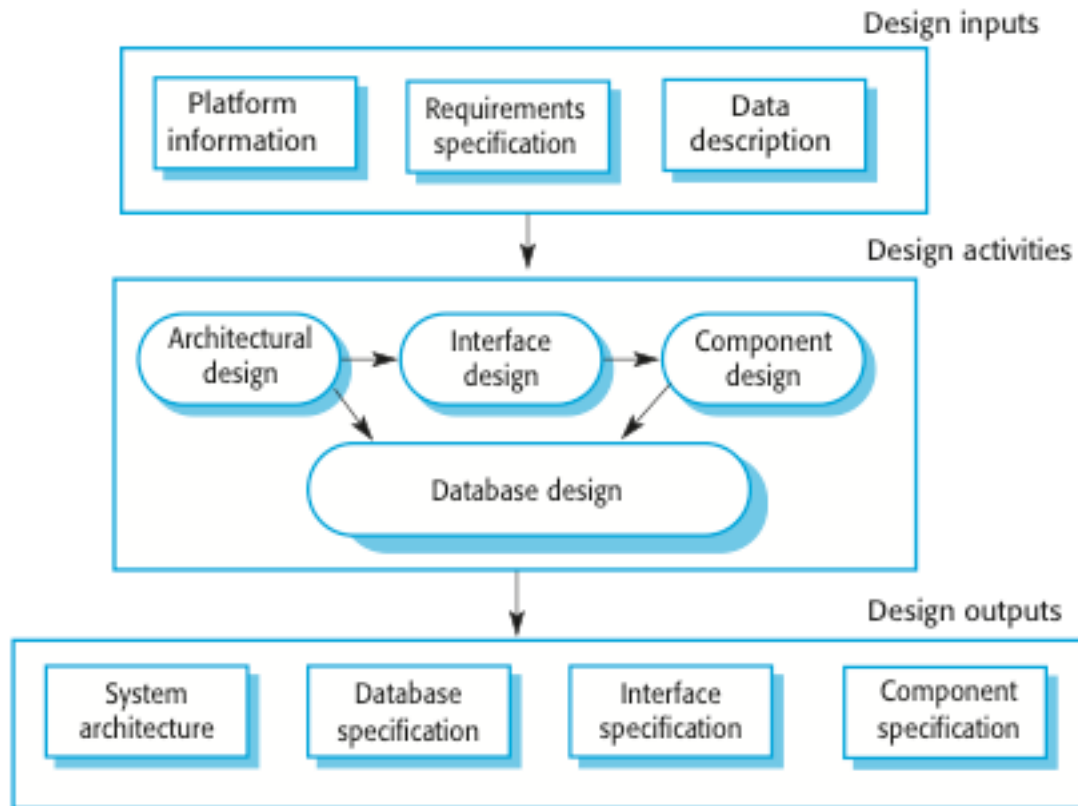 Design inputs
Platform
information
Requirements
specification
Data
description
Design activities
Architectural
design
Interface
design
Component
design
Database design
Design outputs
System
architecture
Database
specification
Interface
specification
Component
specification